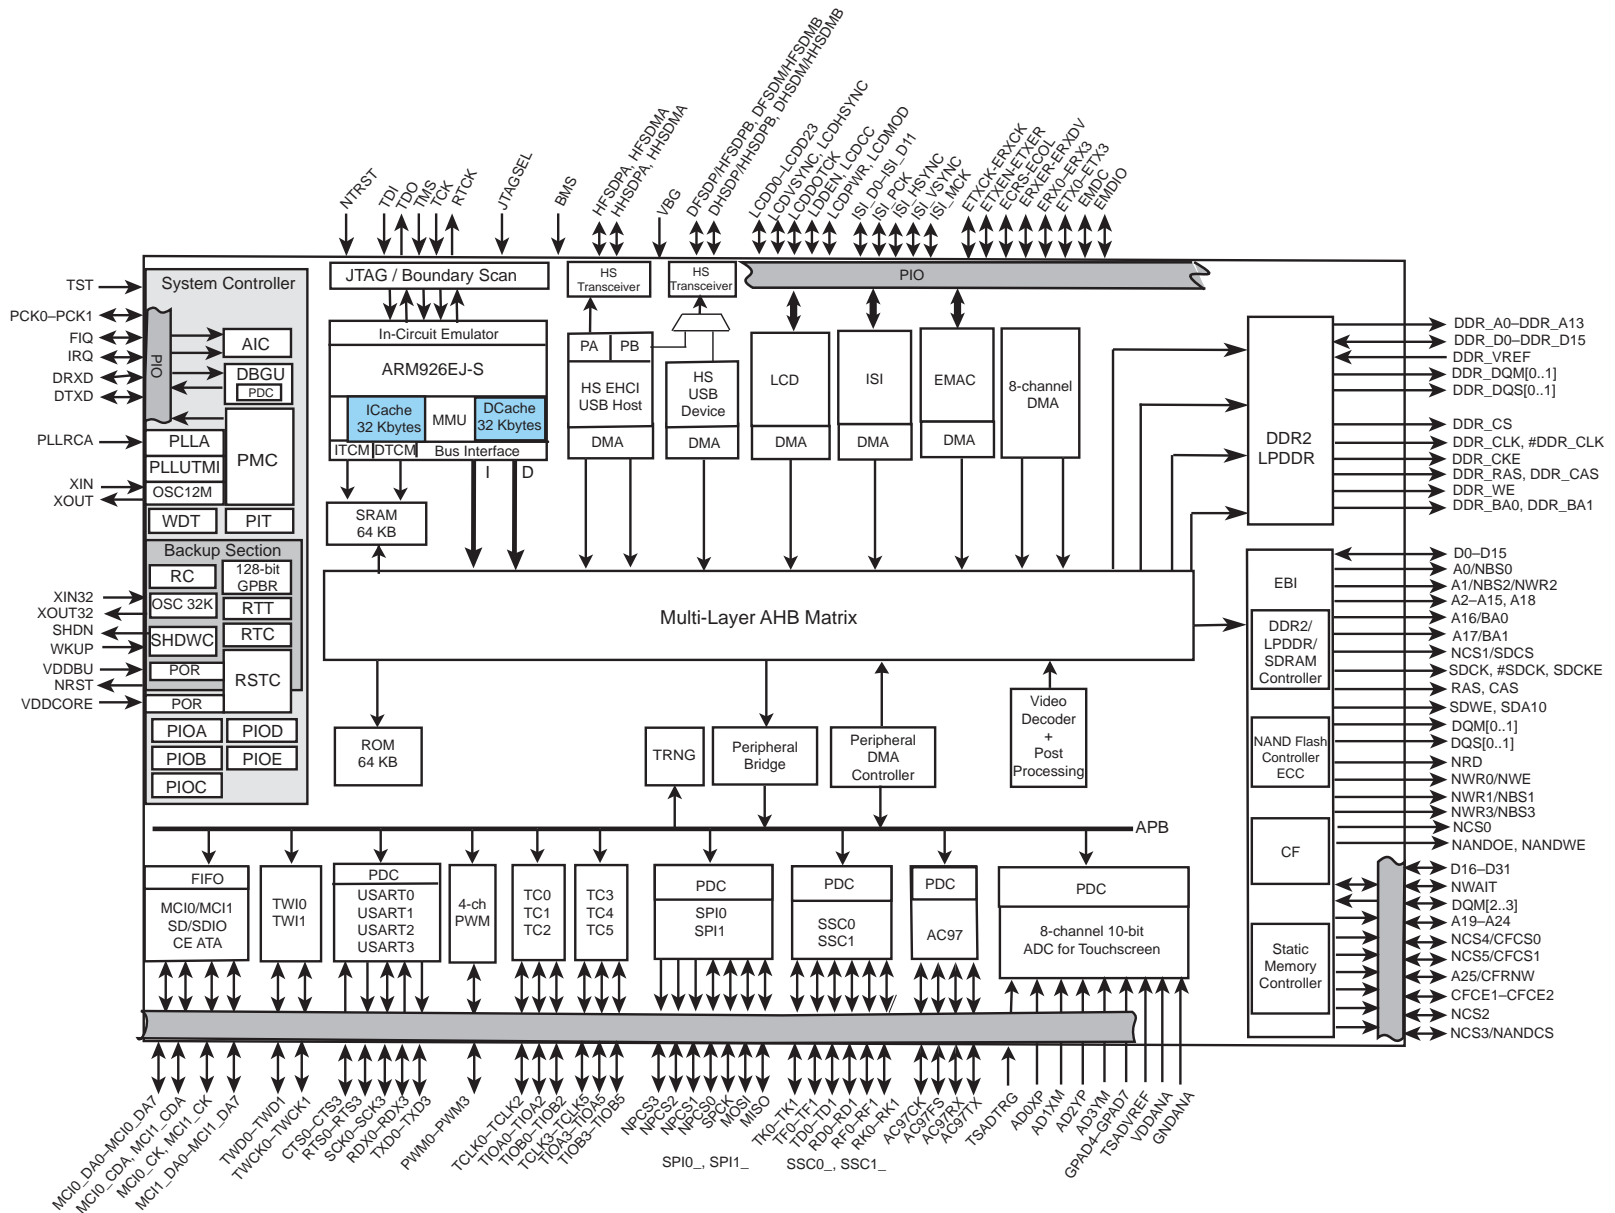 NTRST
TDI
TDO
TMS
TCK
RTCK
JTAGSEL
BMS
HFSDPA, HFSDMA
HHSDPA, HHSDMA
VBG
DFSDP/HFSDPB, DFSDM/HFSDMB
DHSDP/HHSDPB, DHSDM/HHSDMB
LCDD0–LCDD23
LCDVSYNC, LCDHSYNC
LCDDOTCK
LDDEN, LCDCC
LCDPWR, LCDMOD
ISI_D0–ISI_D11
ISI_PCK
ISI_HSYNC
ISI_VSYNC
ISI_MCK
ETXCK-ERXCK
ETXEN-ETXER
ECRS-ECOL
ERXER-ERXDV
ERX0-ERX3
ETX0-ETX3
EMDC
EMDIO
TST
PCK0–PCK1
FIQ
IRQ
DRXD
DTXD
PLLRCA
XIN
XOUT
XIN32
XOUT32
SHDN
WKUP
VDDBU
NRST
VDDCORE
System Controller
PIO
AIC
DBGU
PDC
PLLA
PLLUTMI
OSC12M
PMC
WDT
PIT
Backup Section
RC
128-bit
GPBR
OSC 32K
RTT
SHDWC
RTC
POR
RSTC
POR
PIOA
PIOD
PIOB
PIOE
PIOC
JTAG / Boundary Scan
In-Circuit Emulator
ARM926EJ-S
ICache
32 Kbytes
MMU
DCache
32 Kbytes
ITCM
DTCM
Bus Interface
I
D
SRAM
64 KB
HS
Transceiver
HS
Transceiver
PA
PB
HS EHCI
USB Host
DMA
HS
USB
Device
DMA
PIO
LCD
DMA
ISI
DMA
EMAC
DMA
8-channel
DMA
Multi-Layer AHB Matrix
ROM
64 KB
TRNG
Peripheral
Bridge
Peripheral
DMA
Controller
Video
Decoder
+
Post
Processing
APB
DDR2
LPDDR
EBI
DDR2/
LPDDR/
SDRAM
Controller
NAND Flash
Controller
ECC
CF
Static
Memory
Controller
DDR_A0–DDR_A13
DDR_D0–DDR_D15
DDR_VREF
DDR_DQM[0..1]
DDR_DQS[0..1]
DDR_CS
DDR_CLK, #DDR_CLK
DDR_CKE
DDR_RAS, DDR_CAS
DDR_WE
DDR_BA0, DDR_BA1
D0–D15
A0/NBS0
A1/NBS2/NWR2
A2–A15, A18
A16/BA0
A17/BA1
NCS1/SDCS
SDCK, #SDCK, SDCKE
RAS, CAS
SDWE, SDA10
DQM[0..1]
DQS[0..1]
NRD
NWR0/NWE
NWR1/NBS1
NWR3/NBS3
NCS0
NANDOE, NANDWE
D16–D31
NWAIT
DQM[2..3]
A19–A24
NCS4/CFCS0
NCS5/CFCS1
A25/CFRNW
CFCE1–CFCE2
NCS2
NCS3/NANDCS
FIFO
MCI0/MCI1
SD/SDIO
CE ATA
TWI0
TWI1
PDC
USART0
USART1
USART2
USART3
4-ch
PWM
TC0
TC1
TC2
TC3
TC4
TC5
PDC
SPI0
SPI1
PDC
SSC0
SSC1
PDC
AC97
PDC
8-channel 10-bit
ADC for Touchscreen
MCI0_DA0–MCI0_DA7
MCI0_CDA, MCI1_CDA
MCI0_CK, MCI1_CK
MCI1_DA0–MCI1_DA7
TWD0–TWD1
TWCK0–TWCK1
CTS0–CTS3
RTS0–RTS3
SCK0–SCK3
RDX0–RDX3
TXD0–TXD3
PWM0–PWM3
TCLK0–TCLK2
TIOA0–TIOA2
TIOB0–TIOB2
TCLK3–TCLK5
TIOA3–TIOA5
TIOB3–TIOB5
NPCS3
NPCS2
NPCS1
NPCS0
SPCK
MOSI
MISO
SPI0_, SPI1_
TK0–TK1
TF0–TF1
TD0–TD1
RD0–RD1
RF0–RF1
RK0–RK1
SSC0_, SSC1_
AC97CK
AC97FS
AC97RX
AC97TX
TSADTRG
AD0XP
AD1XM
AD2YP
AD3YM
GPAD4–GPAD7
TSADVREF
VDDANA
GNDANA